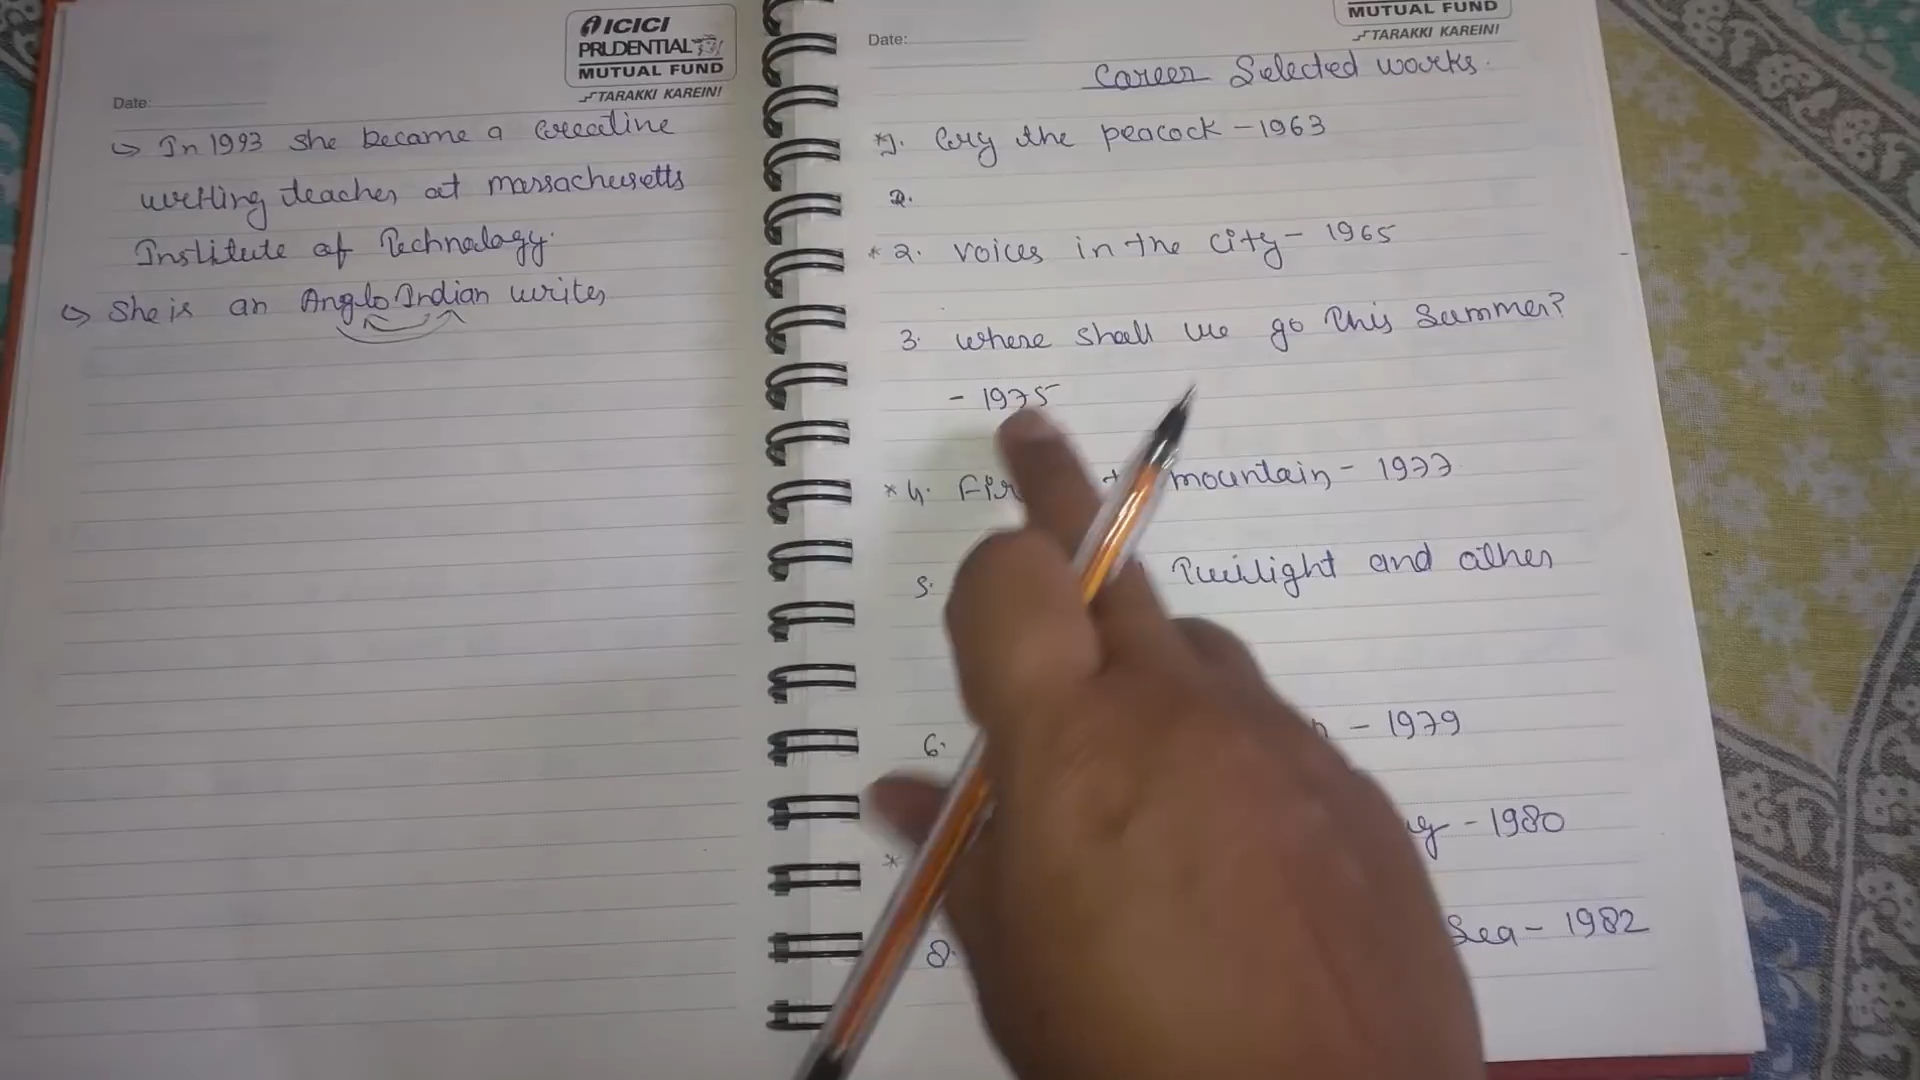 ICICI
PRUDENTIAL
MUTUAL FUND
TARAKKI KAREIN!
Date:
↪ In 1993 she became a Creative
writing teacher at massachusetts
Institute of Technology.
↪ She is an Anglo Indian writer
MUTUAL FUND
TARAKKI KAREIN!
Date:
Career Selected works.
*1. Cry the peacock - 1963
2.
* 2. Voices in the city - 1965
3. where shall we go this Summer?
- 1975
* 4. mountain - 1977
5. Twilight and other
6. - 1979
* - 1980
8. Sea - 1982